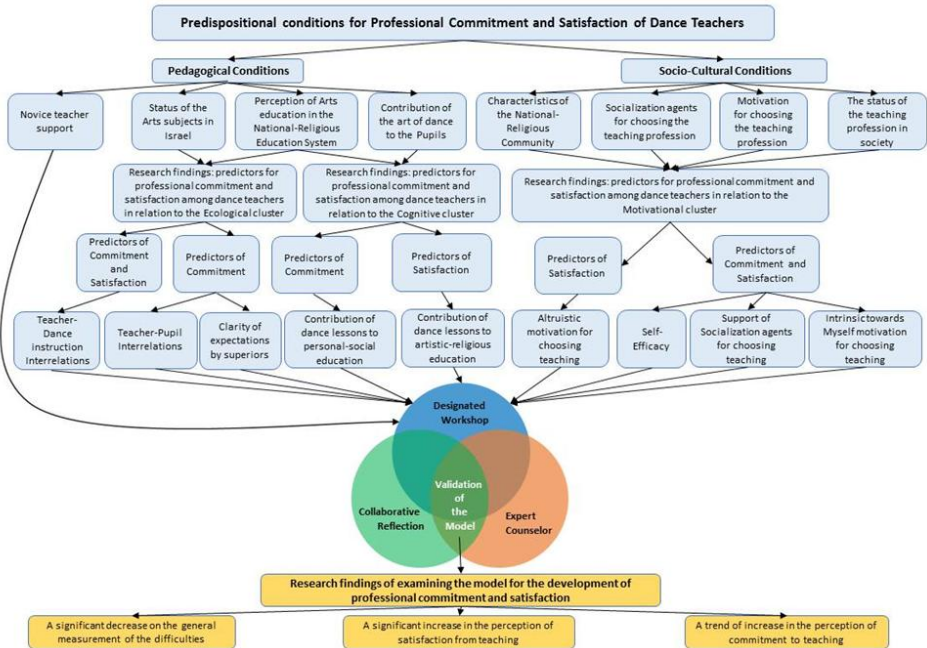 Predispositional conditions for Professional Commitment and Satisfaction of Dance Teachers
Pedagogical Conditions
Socio-Cultural Conditions
Novice teacher
support
Status of the
Arts subjects in
Israel
Perception of Arts
education in the
National-Religious
Education System
Contribution of
the art of dance
to the Pupils
Characteristics of
the National-
Religious
Community
Socialization agents
for choosing the
teaching profession
Motivation
for choosing
the teaching
profession
The status of
the teaching
profession in
society
Research findings: predictors for
professional commitment and
satisfaction among dance teachers
in relation to the Ecological cluster
Research findings: predictors for
professional commitment and
satisfaction among dance teachers in
relation to the Cognitive cluster
Research findings: predictors for professional commitment and
satisfaction among dance teachers in relation to the
Motivational cluster
Predictors of
Commitment
and
Satisfaction
Predictors of
Commitment
Predictors of
Commitment
Predictors of
Satisfaction
Predictors of
Satisfaction
Predictors of
Commitment and
Satisfaction
Teacher-
Dance
instruction
Interrelations
Teacher-Pupil
Interrelations
Clarity of
expectations
by superiors
Contribution of
dance lessons to
personal-social
education
Contribution of
dance lessons to
artistic-religious
education
Altruistic
motivation for
choosing
teaching
Self-
Efficacy
Support of
Socialization agents
for choosing
teaching
Intrinsic towards
Myself motivation
for choosing
teaching
Designated
Workshop
Validation
of
the
Model
Collaborative
Reflection
Expert
Counselor
Research findings of examining the model for the development of
professional commitment and satisfaction
A significant decrease on the general
measurement of the difficulties
A significant increase in the perception of
satisfaction from teaching
A trend of increase in the perception of
commitment to teaching